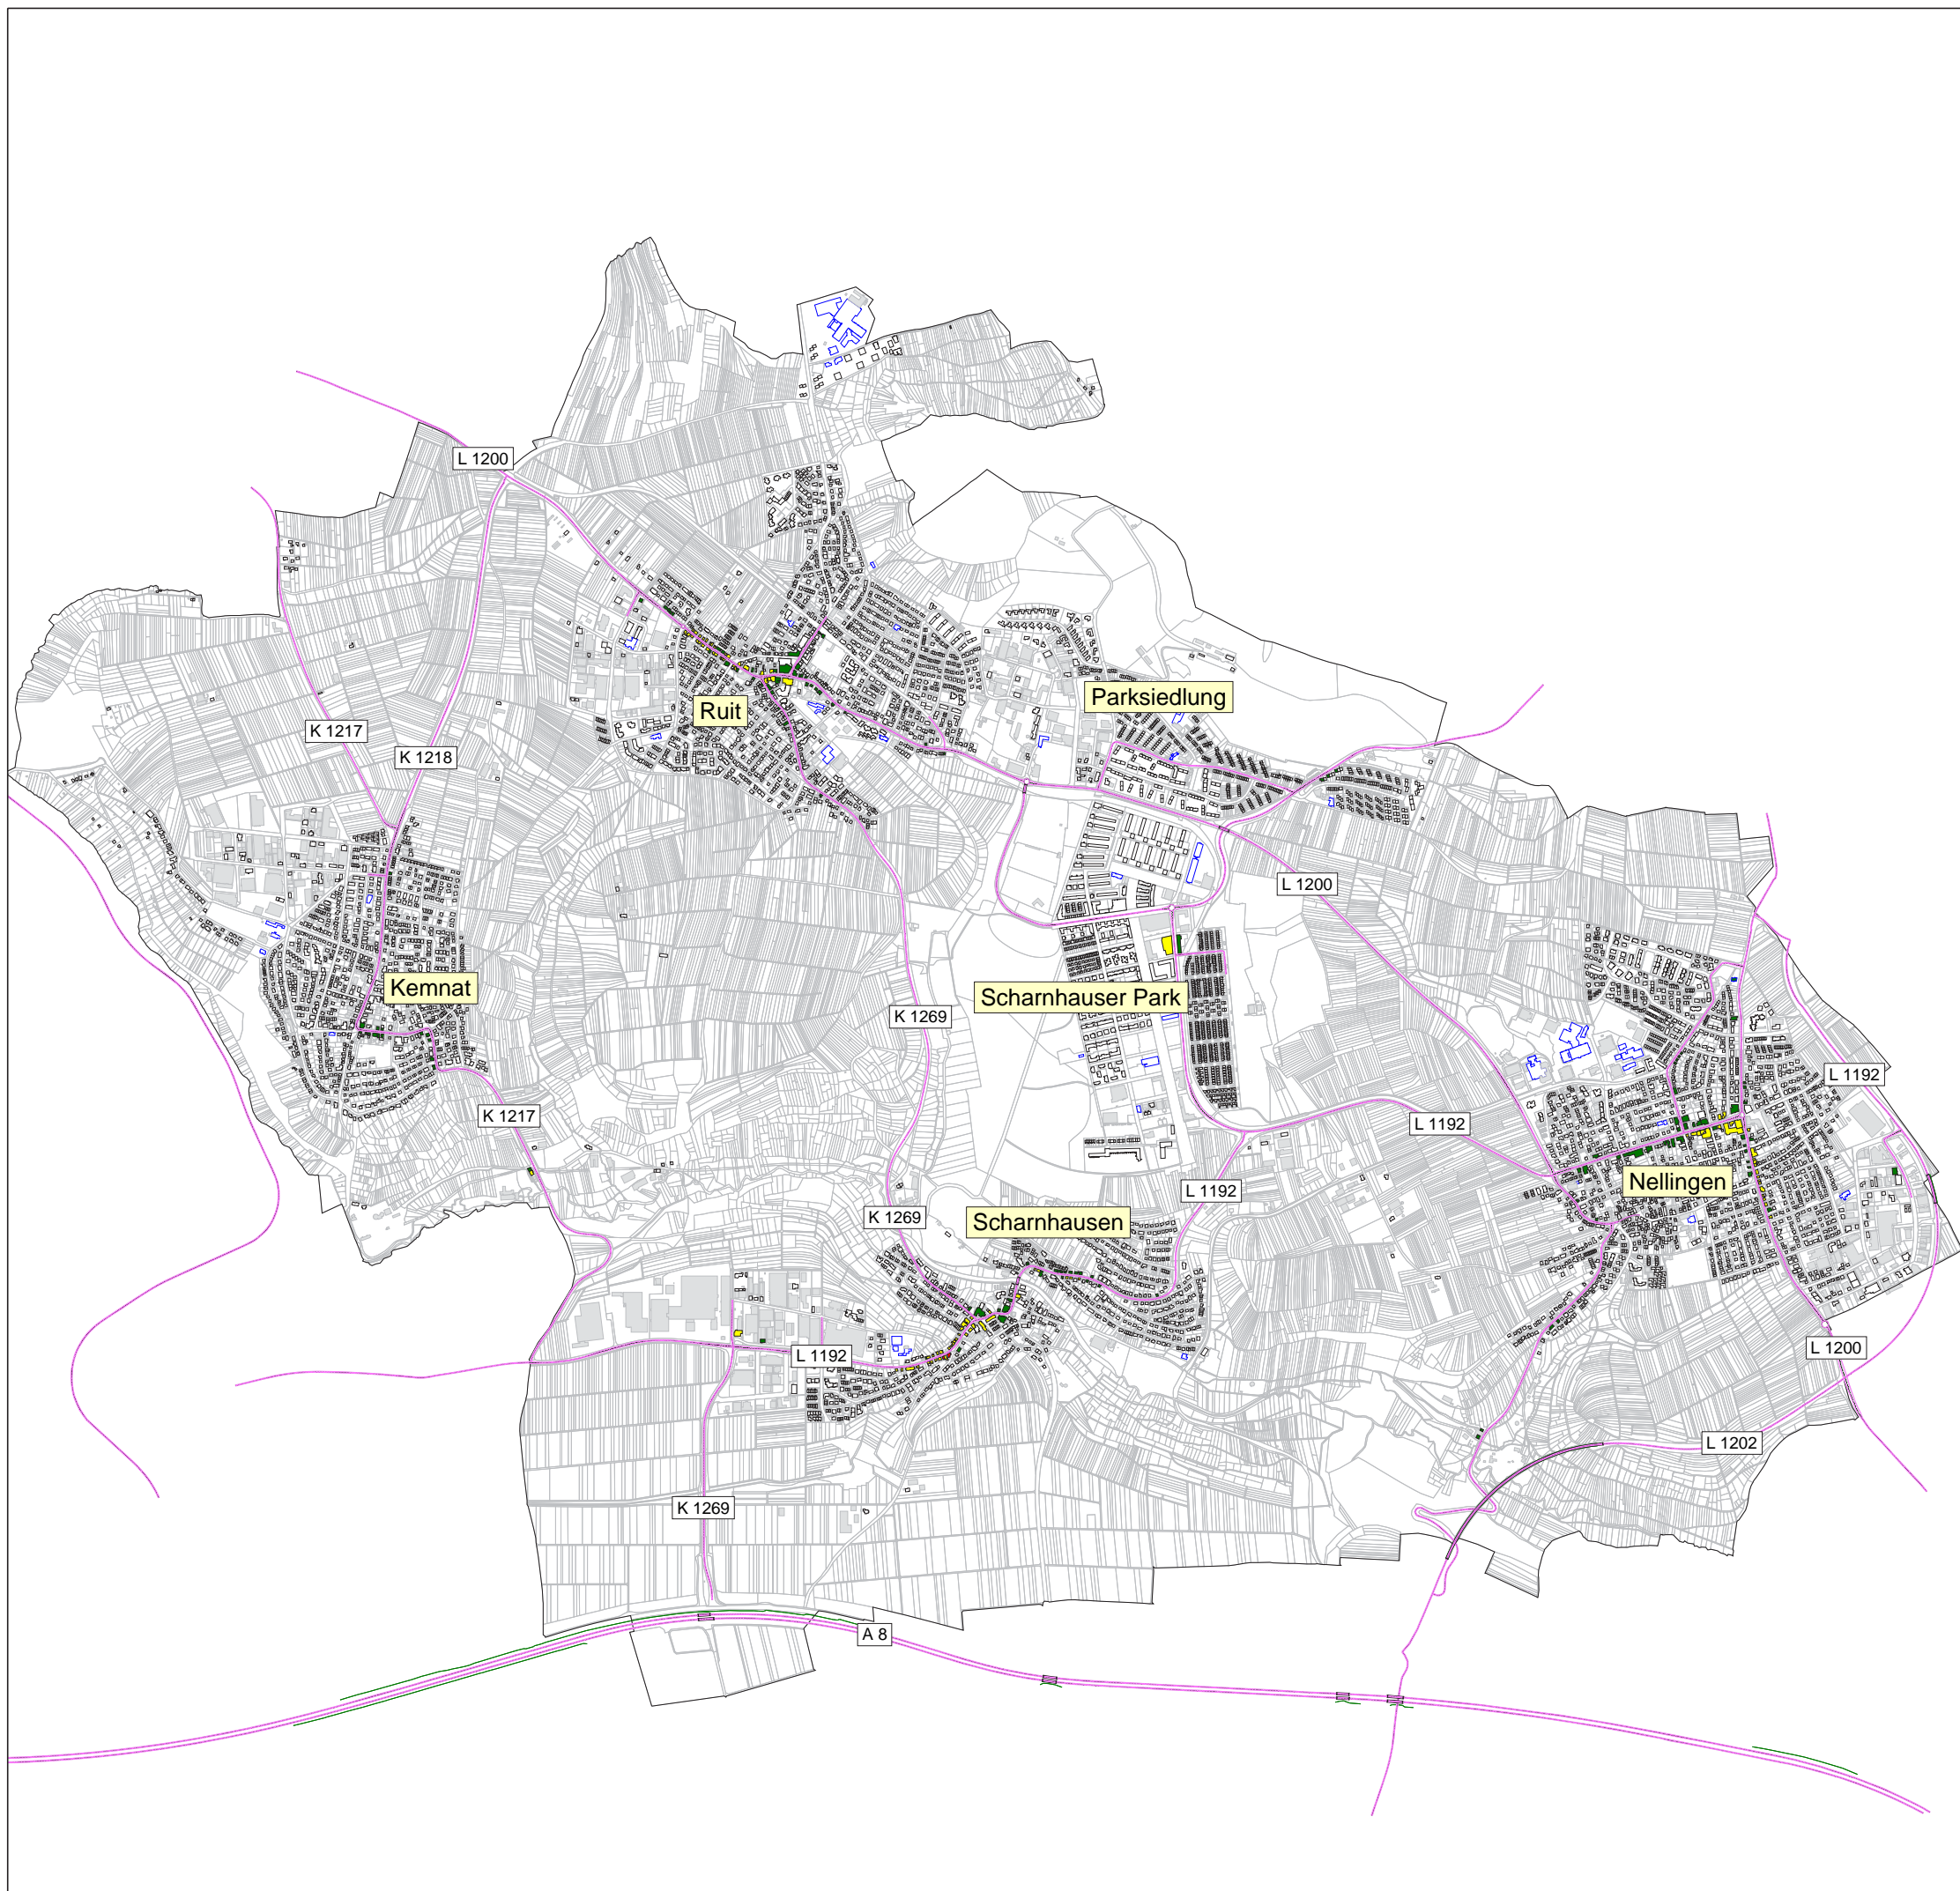 L 1200
Parksiedlung
Ruit
K 1217
K 1218
L 1200
Kemnat
Scharnhauser Park
K 1269
L 1192
K 1217
L 1192
Nellingen
L 1192
K 1269
Scharnhausen
L 1200
L 1192
L 1202
K 1269
A 8